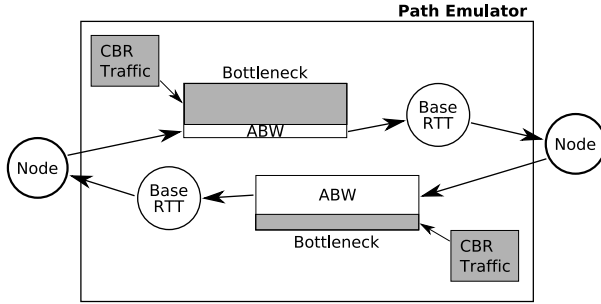 Path Emulator
CBR
Traffic
Bottleneck
ABW
Base
RTT
Node
Node
Base
RTT
ABW
Bottleneck
CBR
Traffic